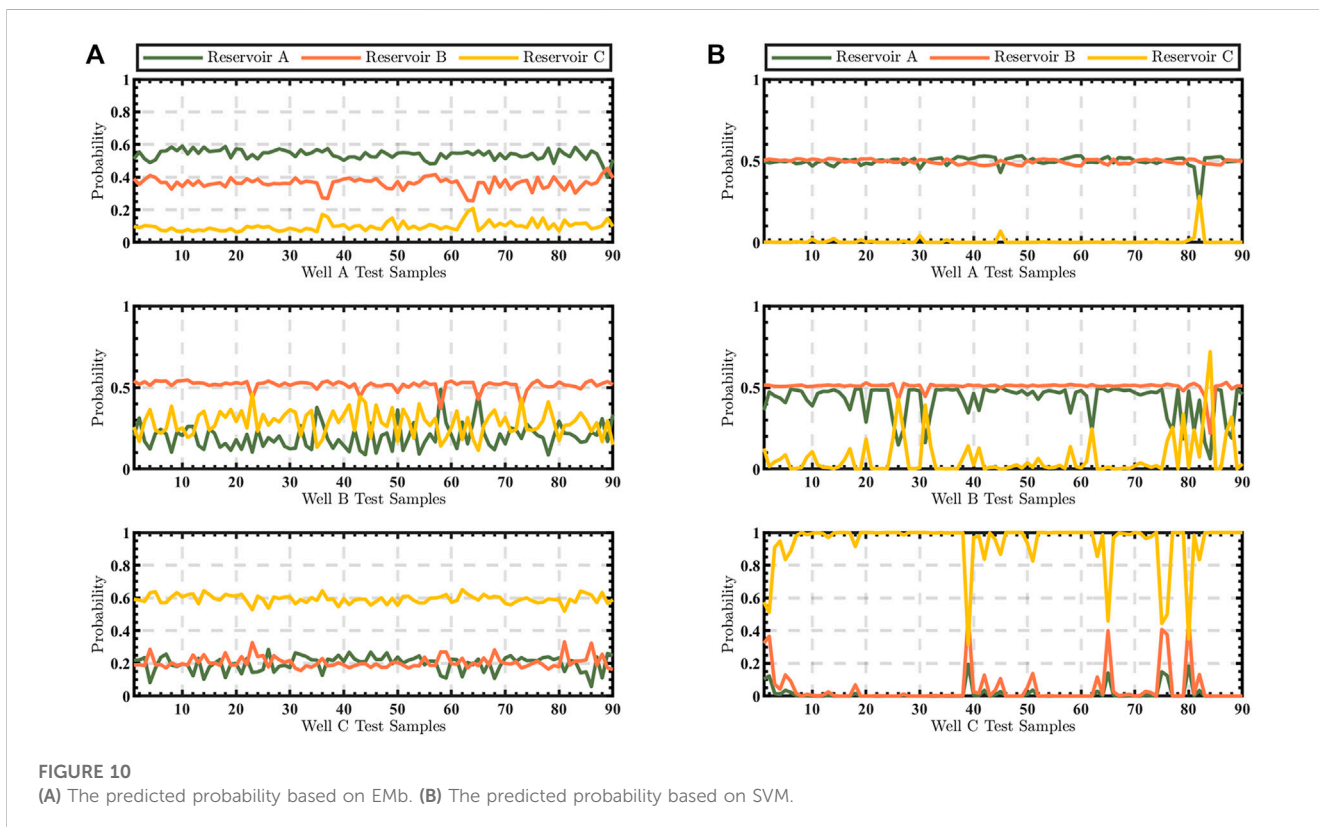 A
Reservoir A Reservoir B Reservoir C
1
0.8
0.6
0.4
0.2
0
Probability
10 20 30 40 50 60 70 80 90
Well A Test Samples
1
0.5
0
Probability
10 20 30 40 50 60 70 80 90
Well B Test Samples
1
0.8
0.6
0.4
0.2
0
Probability
10 20 30 40 50 60 70 80 90
Well C Test Samples
B
Reservoir A Reservoir B Reservoir C
1
0.5
0
Probability
10 20 30 40 50 60 70 80 90
Well A Test Samples
1
0.5
0
Probability
10 20 30 40 50 60 70 80 90
Well B Test Samples
1
0.8
0.6
0.4
0.2
0
Probability
10 20 30 40 50 60 70 80 90
Well C Test Samples
FIGURE 10
(A) The predicted probability based on EMb. (B) The predicted probability based on SVM.